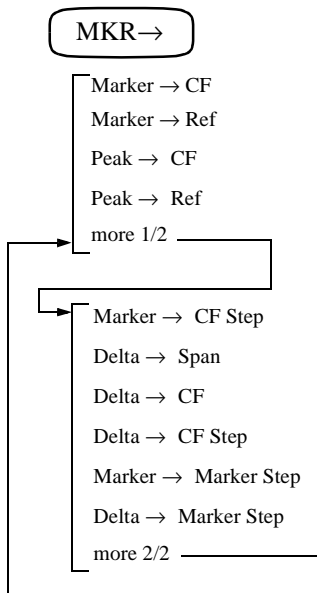 MKR→
Marker → CF
Marker → Ref
Peak → CF
Peak → Ref
more 1/2
Marker → CF Step
Delta → Span
Delta → CF
Delta → CF Step
Marker → Marker Step
Delta → Marker Step
more 2/2